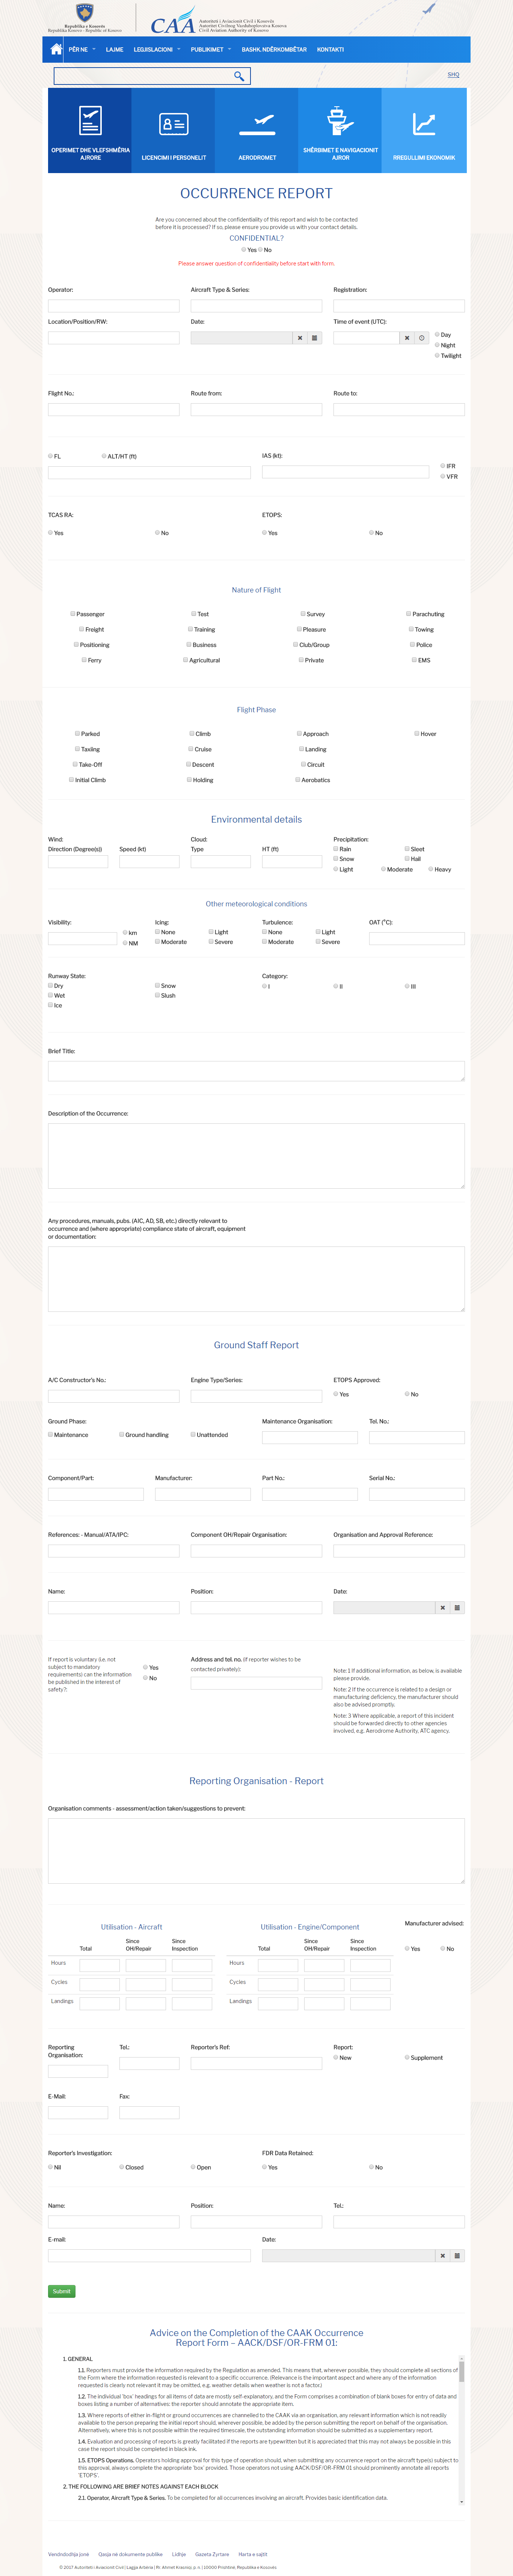 Republika e Kosovës
Republika Kosova - Republic of Kosovo
CAA
Autoriteti i Aviacionit Civil i Kosovës
Autoritet Civilnog Vazduhoplovstva Kosova
Civil Aviation Authority of Kosovo
PËR NE
LAJME
LEGJISLACIONI
PUBLIKIMET
BASHK. NDËRKOMBËTAR
KONTAKTI
SHQ
OPERIMET DHE VLEFSHMËRIA AJRORE
LICENCIMI I PERSONELIT
AERODROMET
SHËRBIMET E NAVIGACIONIT AJROR
RREGULLIMI EKONOMIK
OCCURRENCE REPORT
Are you concerned about the confidentiality of this report and wish to be contacted
before it is processed? If so, please ensure you provide us with your contact details.
CONFIDENTIAL?
Yes No
Please answer question of confidentiality before start with form.
Operator: Aircraft Type & Series: Registration:
Location/Position/RW: Date: Time of event (UTC):
Day
Night
Twilight
Flight No.: Route from: Route to:
FL ALT/HT (ft) IAS (kt):
IFR
VFR
TCAS RA: ETOPS:
Yes No Yes No
Nature of Flight
Passenger Test Survey Parachuting
Freight Training Pleasure Towing
Positioning Business Club/Group Police
Ferry Agricultural Private EMS
Flight Phase
Parked Climb Approach Hover
Taxiing Cruise Landing
Take-Off Descent Circuit
Initial Climb Holding Aerobatics
Environmental details
Wind: Cloud: Precipitation:
Direction (Degree(s)) Speed (kt) Type HT (ft) Rain Sleet
Snow Hail
Light Moderate Heavy
Other meteorological conditions
Visibility: Icing: Turbulence: OAT (°C):
km None Light None Light
NM Moderate Severe Moderate Severe
Runway State: Category:
Dry Snow I II III
Wet Slush
Ice
Brief Title:
Description of the Occurrence:
Any procedures, manuals, pubs. (AIC, AD, SB, etc.) directly relevant to
occurrence and (where appropriate) compliance state of aircraft, equipment
or documentation:
Ground Staff Report
A/C Constructor's No.: Engine Type/Series: ETOPS Approved:
Yes No
Ground Phase: Maintenance Organisation: Tel. No.:
Maintenance Ground handling Unattended
Component/Part: Manufacturer: Part No.: Serial No.:
References: - Manual/ATA/IPC: Component OH/Repair Organisation: Organisation and Approval Reference:
Name: Position: Date:
If report is voluntary (i.e, not
subject to mandatory
requirements) can the information
be published in the interest of
safety?:
Yes
No
Address and tel. no. (if reporter wishes to be
contacted privately):
Note: 1 If additional information, as below, is available
please provide.
Note: 2 If the occurrence is related to a design or
manufacturing deficiency, the manufacturer should
also be advised promptly.
Note: 3 Where applicable, a report of this incident
should be forwarded directly to other agencies
involved, e.g. Aerodrome Authority, ATC agency.
Reporting Organisation - Report
Organisation comments - assessment/action taken/suggestions to prevent:
Utilisation - Aircraft
Total Since OH/Repair Since Inspection
Hours
Cycles
Landings
Utilisation - Engine/Component
Total Since OH/Repair Since Inspection
Hours
Cycles
Landings
Manufacturer advised:
Yes No
Reporting Organisation: Tel.: Reporter's Ref: Report:
New Supplement
E-Mail: Fax:
Reporter's Investigation: FDR Data Retained:
Nil Closed Open Yes No
Name: Position: Tel.:
E-mail: Date:
Submit
Advice on the Completion of the CAAK Occurrence
Report Form – AACK/DSF/OR-FRM 01:
1. GENERAL
1.1. Reporters must provide the information required by the Regulation as amended. This means that, wherever possible, they should complete all sections of
the Form where the information requested is relevant to a specific occurrence. (Relevance is the important aspect and where any of the information
requested is clearly not relevant it may be omitted, e.g. weather details when weather is not a factor.)
1.2. The individual 'box' headings for all items of data are mostly self-explanatory, and the Form comprises a combination of blank boxes for entry of data and
boxes listing a number of alternatives: the reporter should annotate the appropriate item.
1.3. Where reports of either in-flight or ground occurrences are channelled to the CAAK via an organisation, any relevant information which is not readily
available to the person preparing the initial report should, wherever possible, be added by the person submitting the report on behalf of the organisation.
Alternatively, where this is not possible within the required timescale, the outstanding information should be submitted as a supplementary report.
1.4. Evaluation and processing of reports is greatly facilitated if the reports are typewritten but it is appreciated that this may not always be possible in this
case the report should be completed in black ink.
1.5. ETOPS Operations. Operators holding approval for this type of operation should, when submitting any occurrence report on the aircraft type(s) subject to
this approval, always complete the appropriate 'box' provided. Those operators not using AACK/DSF/OR-FRM 01 should prominently annotate all reports
'ETOPS'.
2. THE FOLLOWING ARE BRIEF NOTES AGAINST EACH BLOCK
2.1. Operator, Aircraft Type & Series. To be completed for all occurrences involving an aircraft. Provides basic identification data.
Vendndodhja jonë Qasja në dokumente publike Lidhje Gazeta Zyrtare Harta e sajtit
© 2017 Autoriteti i Aviacionit Civil | Lagjja Arbëria | Rr. Ahmet Krasniqi, p. n. | 10000 Prishtinë, Republika e Kosovës